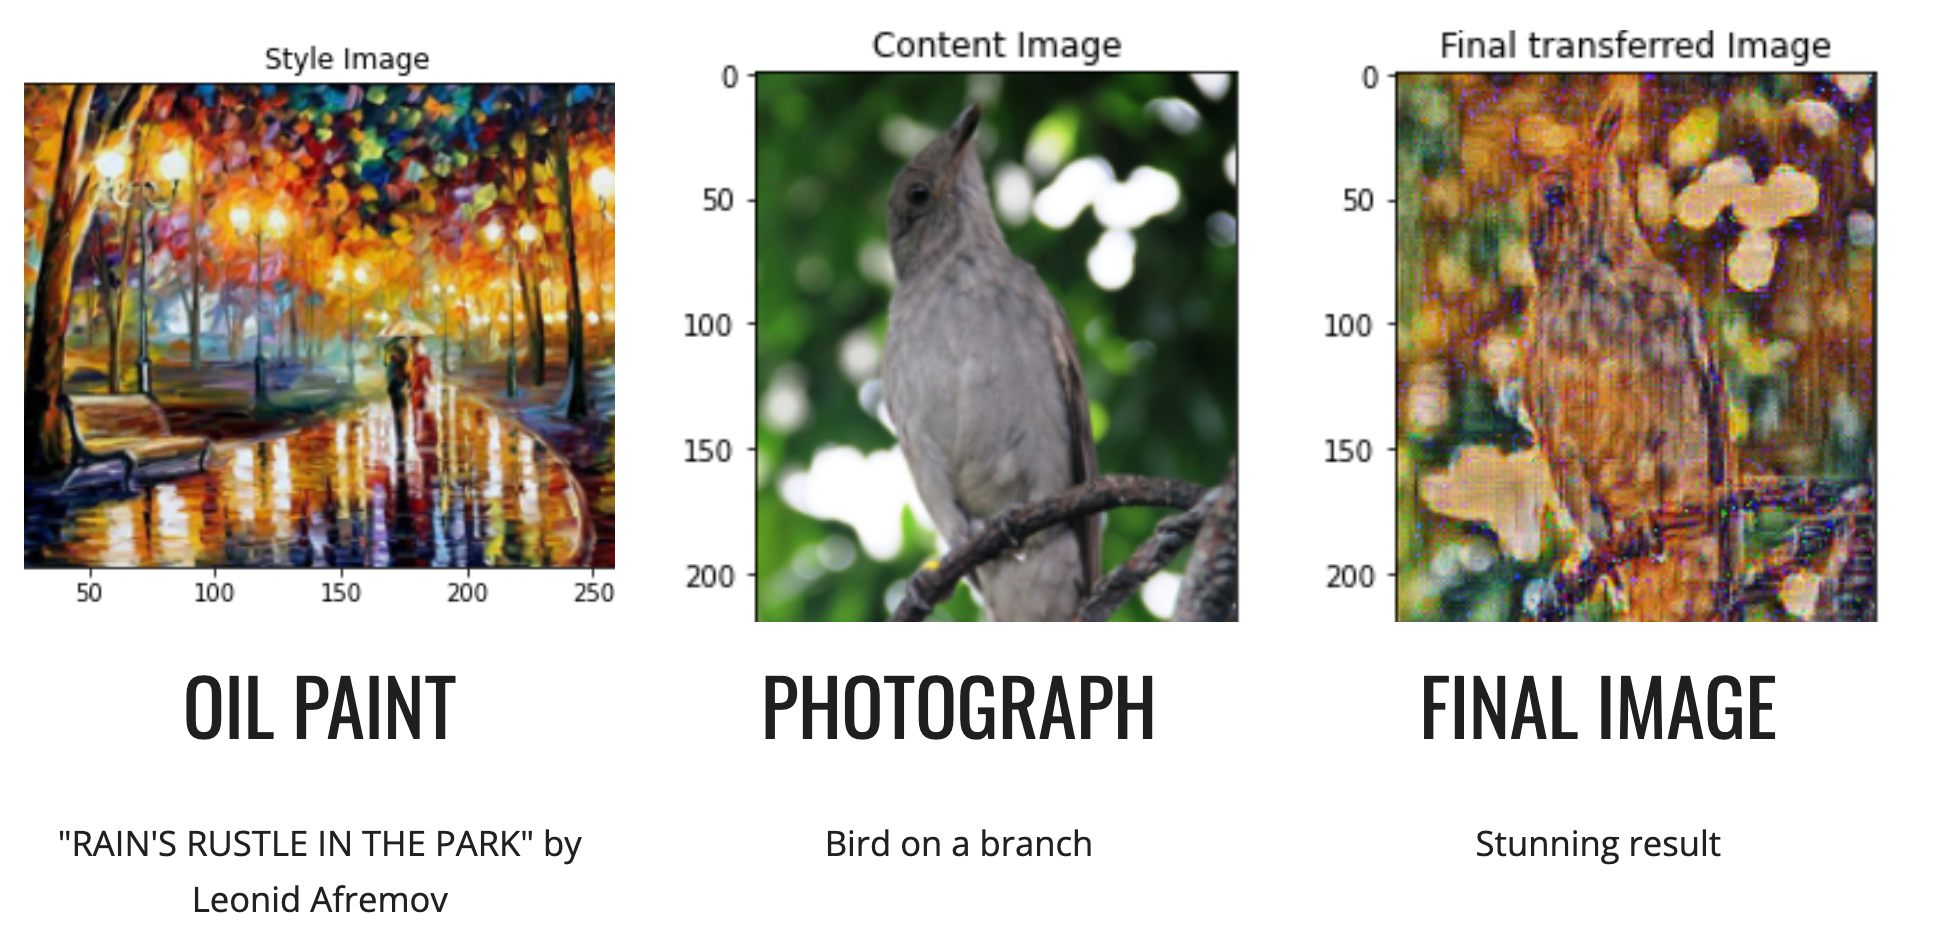 Style Image
50 100 150 200 250
OIL PAINT
"RAIN'S RUSTLE IN THE PARK" by
Leonid Afremov
Content Image
0
50
100
150
200
PHOTOGRAPH
Bird on a branch
Final transferred Image
0
50
100
150
200
FINAL IMAGE
Stunning result